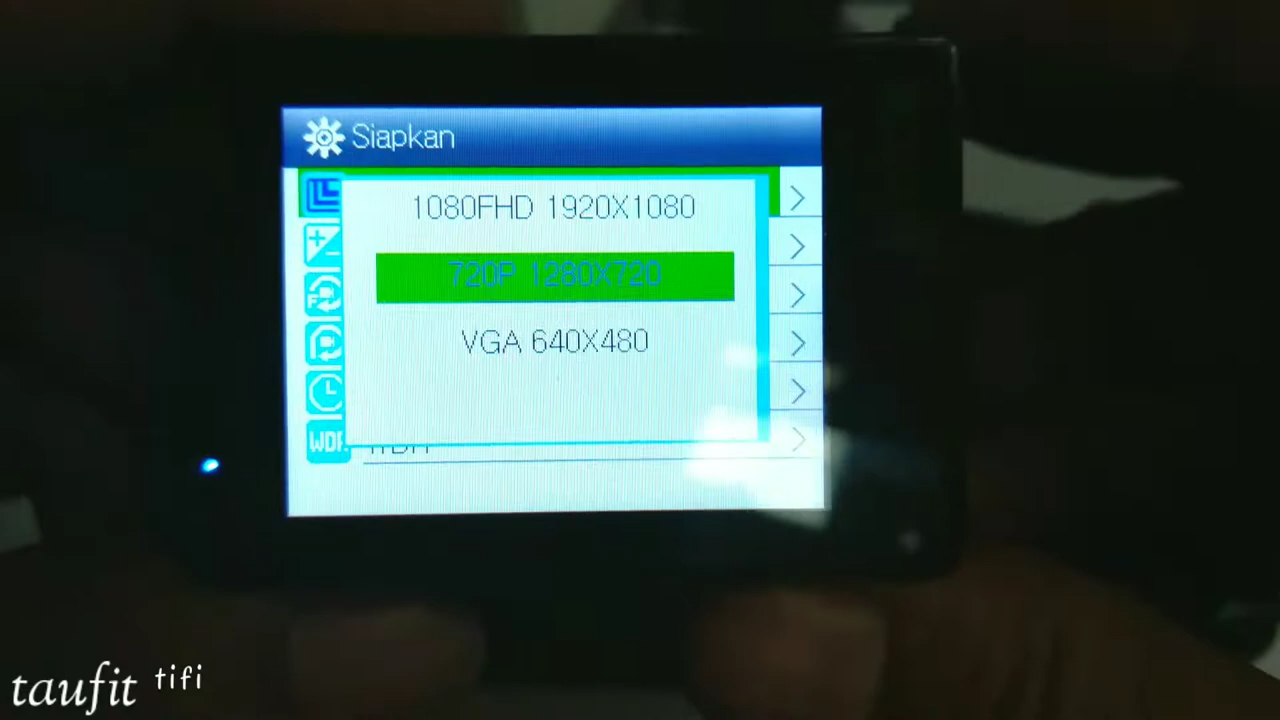 Siapkan
1080FHD 1920X1080
720P 1280X720
VGA 640X480
WDR
taufit tifi